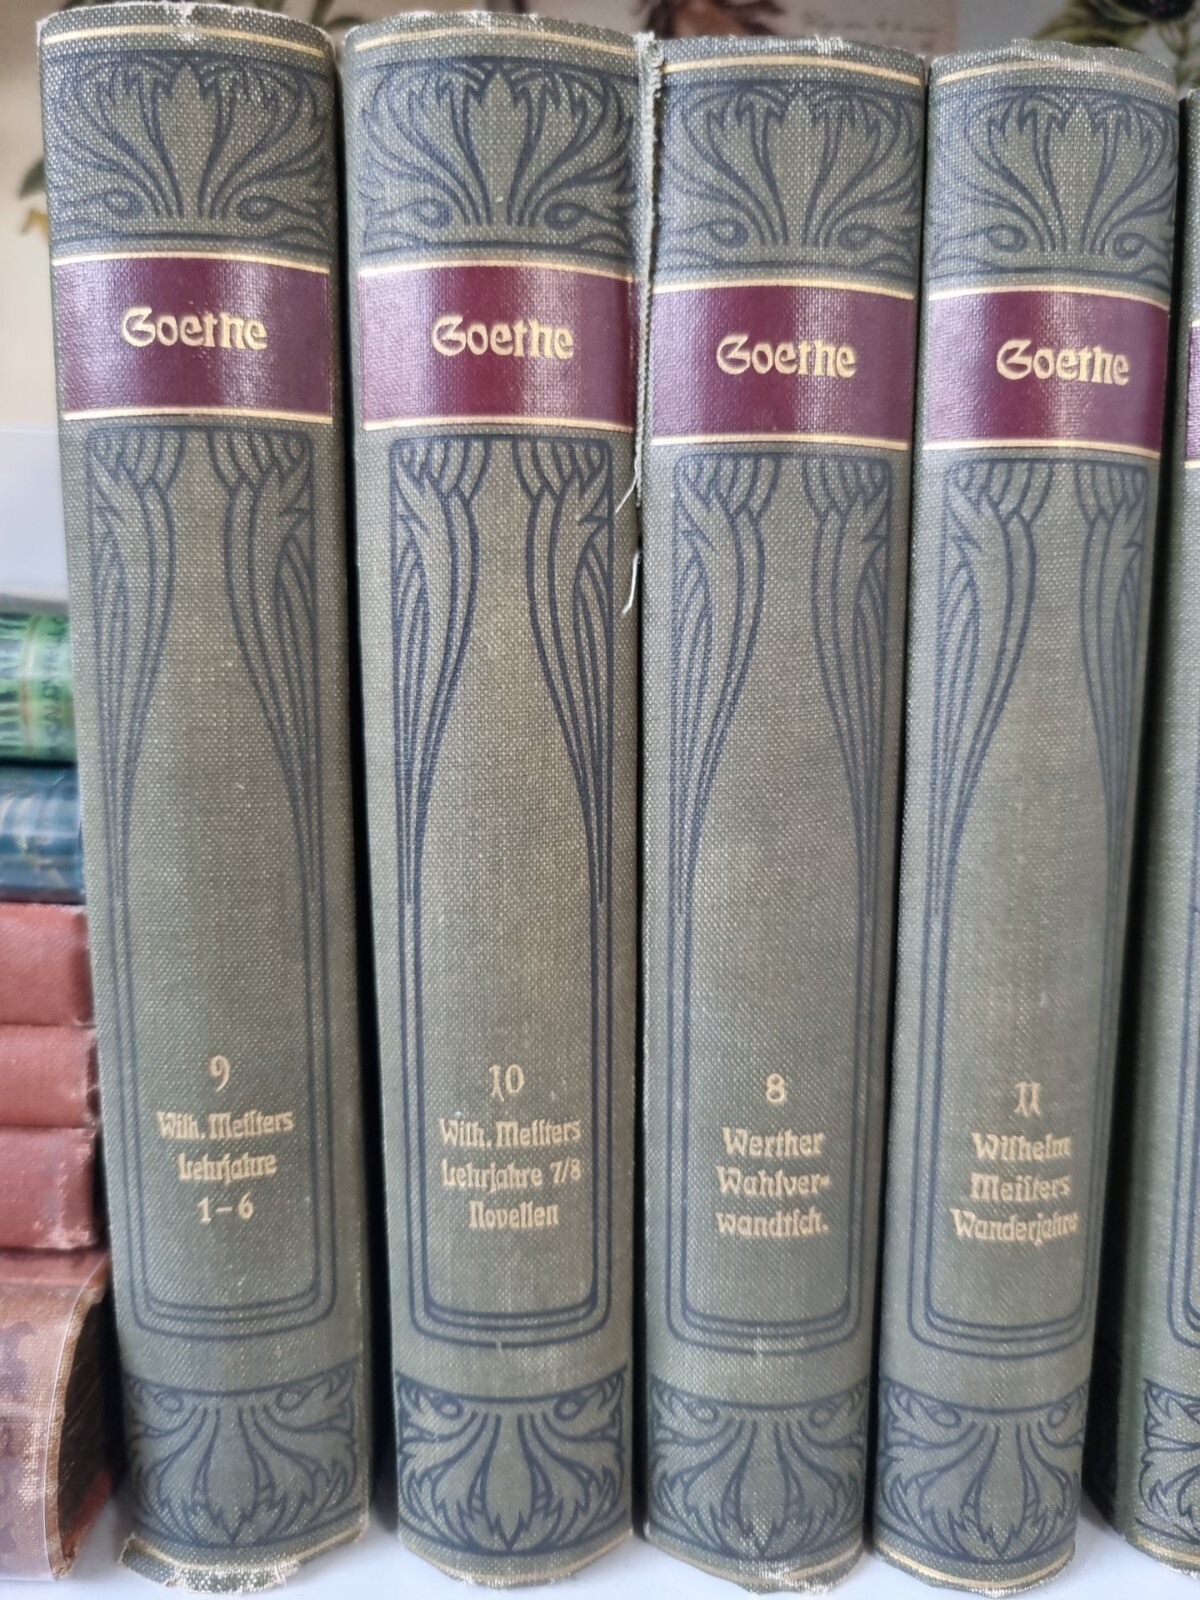 Goethe
9
Wilh. Meisters
Lehrjahre
1-6
Goethe
10
Wilh. Meisters
Lehrjahre 7/8
Novellen
Goethe
8
Werther
Wahlver-
wandtsch.
Goethe
11
Wilhelm
Meisters
Wanderjahre